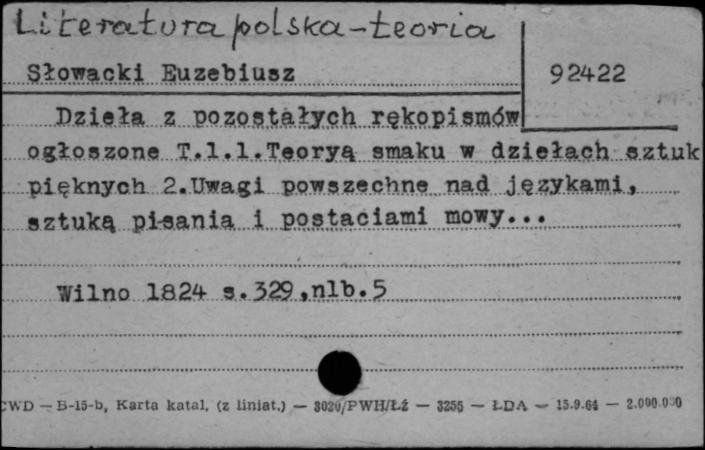 Literatura polska-teoria
Słowacki Euzebiusz
92422
Dzieła z pozostałych rękopismów
ogłoszone T.1.1.Teoryą smaku w dziełach sztuk
pięknych 2.Uwagi powszechne nad językami,
sztuką pisania i postaciami mowy...
Wilno 1824 s.329,nlb.5
CWD — B-15-b, Karta katal, (z liniat.) — 3020/PWH/Łź — 3255 — ŁDA — 15.9.64 — 2.000.000